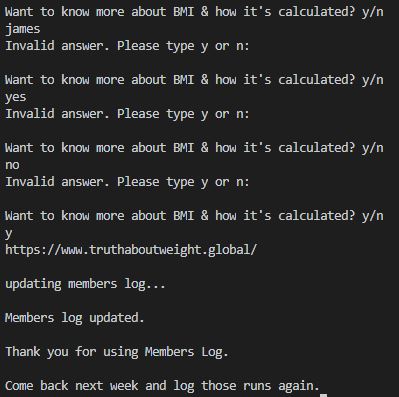 Want to know more about BMI & how it's calculated? y/n
james
Invalid answer. Please type y or n:
Want to know more about BMI & how it's calculated? y/n
yes
Invalid answer. Please type y or n:
Want to know more about BMI & how it's calculated? y/n
no
Invalid answer. Please type y or n:
Want to know more about BMI & how it's calculated? y/n
y
https://www.truthaboutweight.global/
updating members log...
Members log updated.
Thank you for using Members Log.
Come back next week and log those runs again.